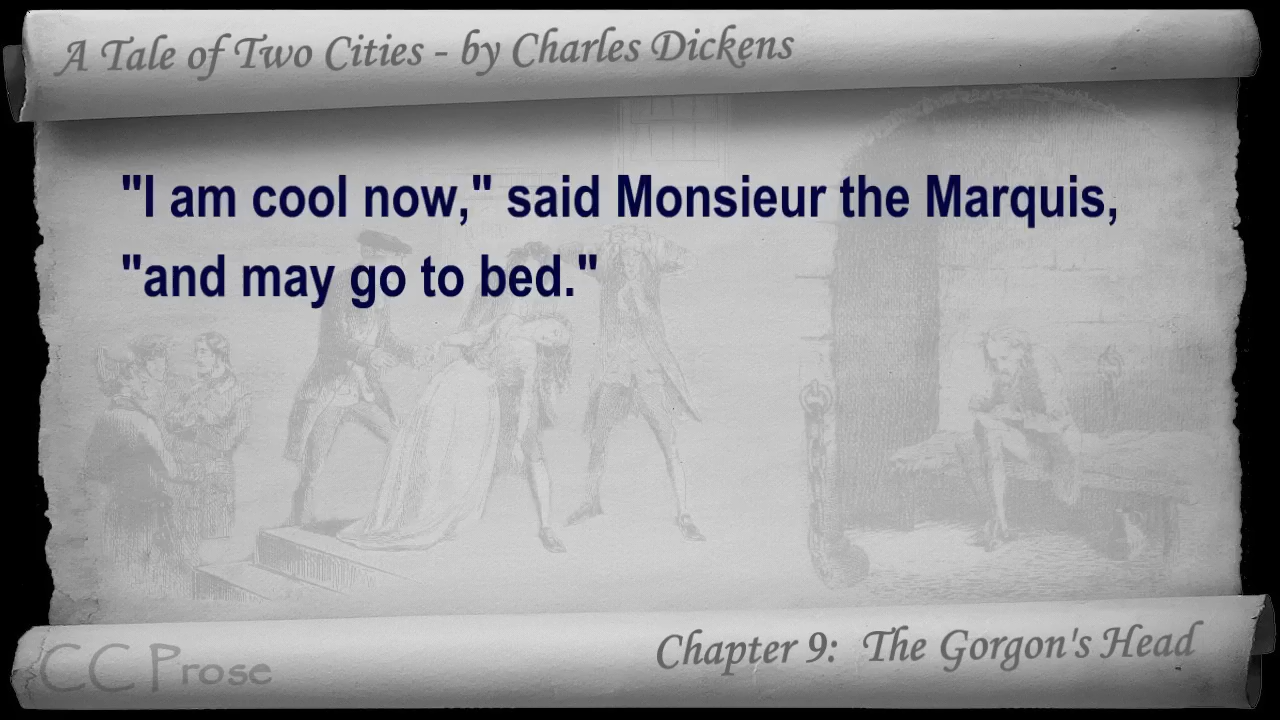 A Tale of Two Cities - by Charles Dickens
"I am cool now," said Monsieur the Marquis,
"and may go to bed."
CC Prose
Chapter 9: The Gorgon's Head